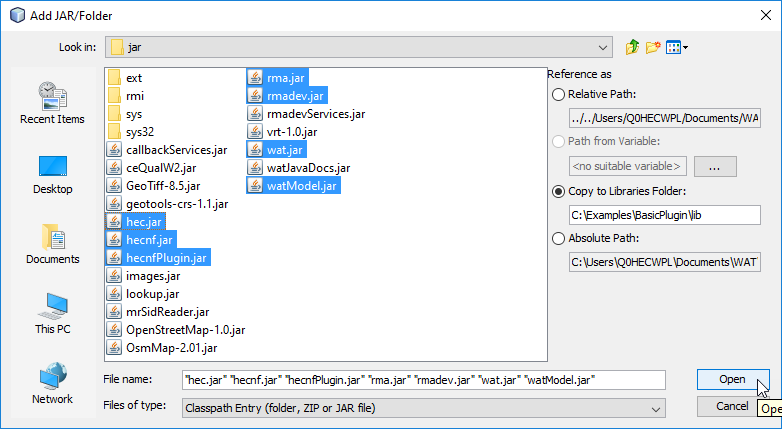 Add JAR/Folder
Look in:
jar
Recent Items
Desktop
Documents
This PC
Network
ext
rmi
sys
sys32
callbackServices.jar
ceQualW2.jar
GeoTiff-8.5.jar
geotools-crs-1.1.jar
hec.jar
hecnf.jar
hecnfPlugin.jar
images.jar
lookup.jar
mrSidReader.jar
OpenStreetMap-1.0.jar
OsmMap-2.01.jar
rma.jar
rmadev.jar
rmadevServices.jar
vrt-1.0.jar
wat.jar
watJavaDocs.jar
watModel.jar
Reference as
Relative Path:
../../Users/Q0HECWPL/Documents/WA
Path from Variable:
<no suitable variable>
...
Copy to Libraries Folder:
C:\Examples\BasicPlugin\lib
Absolute Path:
C:\Users\Q0HECWPL\Documents\WAT
File name:
"hec.jar" "hecnf.jar" "hecnfPlugin.jar" "rma.jar" "rmadev.jar" "wat.jar" "watModel.jar"
Open
Files of type:
Classpath Entry (folder, ZIP or JAR file)
Cancel
Ope